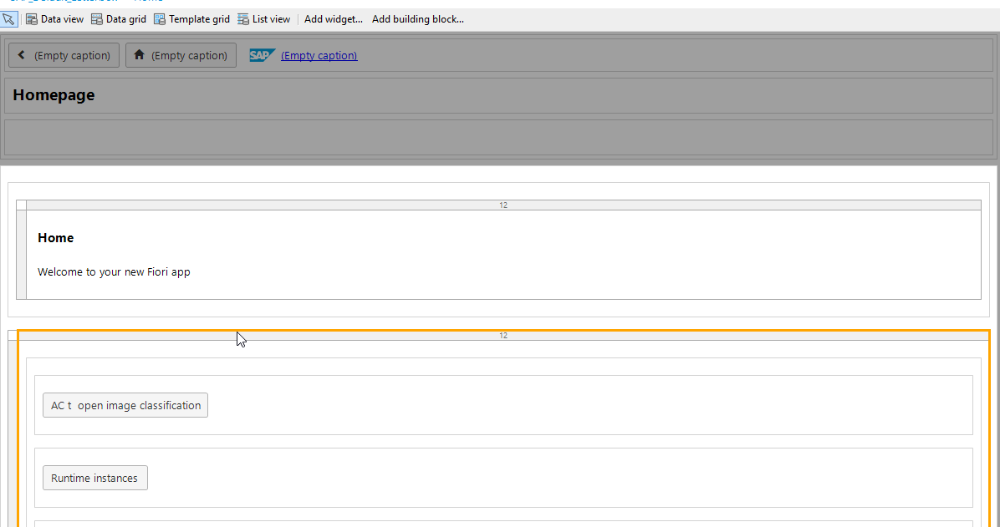 Data view Data grid Template grid List view Add widget... Add building block...
(Empty caption) (Empty caption) SAP (Empty caption)
Homepage
12
Home
Welcome to your new Fiori app
12
AC t open image classification
Runtime instances